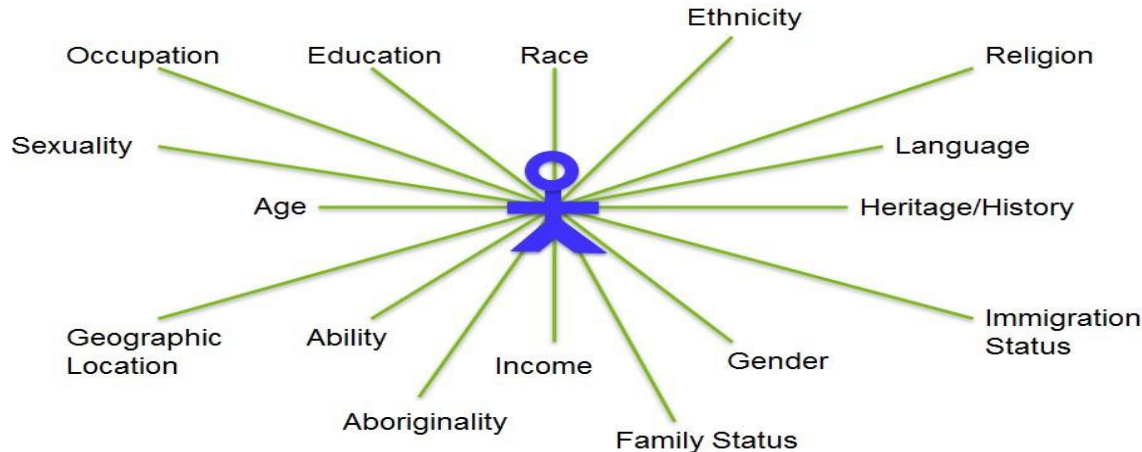 Ethnicity
Occupation
Education
Race
Religion
Sexuality
Language
Age
Heritage/History
Geographic
Location
Ability
Income
Gender
Immigration
Status
Aboriginality
Family Status